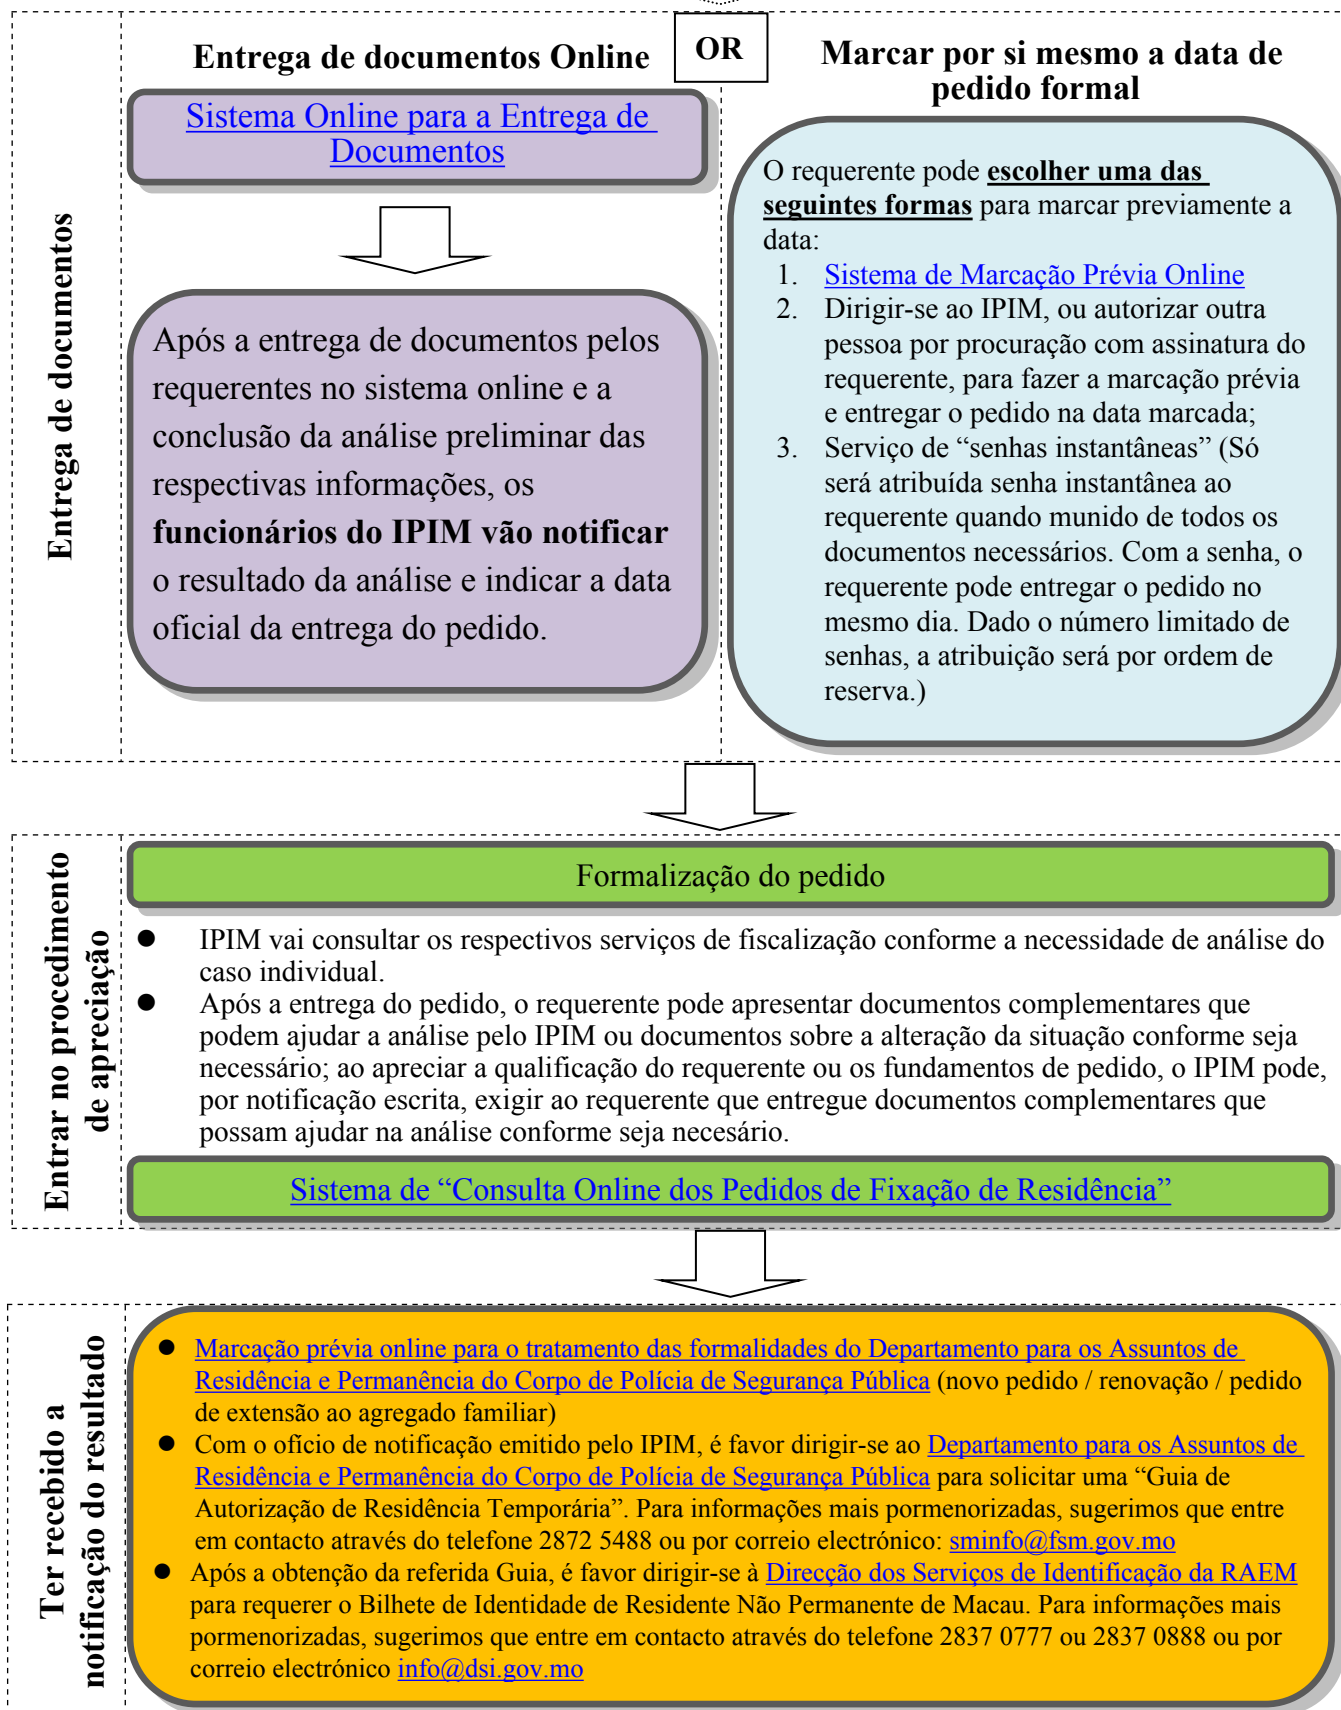 Entrega de documentos
Entrega de documentos Online
Sistema Online para a Entrega de
Documentos
Após a entrega de documentos pelos
requerentes no sistema online e a
conclusão da análise preliminar das
respectivas informações, os
funcionários do IPIM vão notificar
o resultado da análise e indicar a data
oficial da entrega do pedido.
OR
Marcar por si mesmo a data de
pedido formal
O requerente pode escolher uma das
seguintes formas para marcar previamente a
data:
1. Sistema de Marcação Prévia Online
2. Dirigir-se ao IPIM, ou autorizar outra
pessoa por procuração com assinatura do
requerente, para fazer a marcação prévia
e entregar o pedido na data marcada;
3. Serviço de “senhas instantâneas” (Só
será atribuída senha instantânea ao
requerente quando munido de todos os
documentos necessários. Com a senha, o
requerente pode entregar o pedido no
mesmo dia. Dado o número limitado de
senhas, a atribuição será por ordem de
reserva.)
Entrar no procedimento
de apreciação
Formalização do pedido
● IPIM vai consultar os respectivos serviços de fiscalização conforme a necessidade de análise do
caso individual.
● Após a entrega do pedido, o requerente pode apresentar documentos complementares que
podem ajudar a análise pelo IPIM ou documentos sobre a alteração da situação conforme seja
necessário; ao apreciar a qualificação do requerente ou os fundamentos de pedido, o IPIM pode,
por notificação escrita, exigir ao requerente que entregue documentos complementares que
possam ajudar na análise conforme seja necesário.
Sistema de “Consulta Online dos Pedidos de Fixação de Residência”
Ter recebido a
notificação do resultado
● Marcação prévia online para o tratamento das formalidades do Departamento para os Assuntos de
Residência e Permanência do Corpo de Polícia de Segurança Pública (novo pedido / renovação / pedido
de extensão ao agregado familiar)
● Com o ofício de notificação emitido pelo IPIM, é favor dirigir-se ao Departamento para os Assuntos de
Residência e Permanência do Corpo de Polícia de Segurança Pública para solicitar uma “Guia de
Autorização de Residência Temporária”. Para informações mais pormenorizadas, sugerimos que entre
em contacto através do telefone 2872 5488 ou por correio electrónico: sminfo@fsm.gov.mo
● Após a obtenção da referida Guia, é favor dirigir-se à Direcção dos Serviços de Identificação da RAEM
para requerer o Bilhete de Identidade de Residente Não Permanente de Macau. Para informações mais
pormenorizadas, sugerimos que entre em contacto através do telefone 2837 0777 ou 2837 0888 ou por
correio electrónico info@dsi.gov.mo